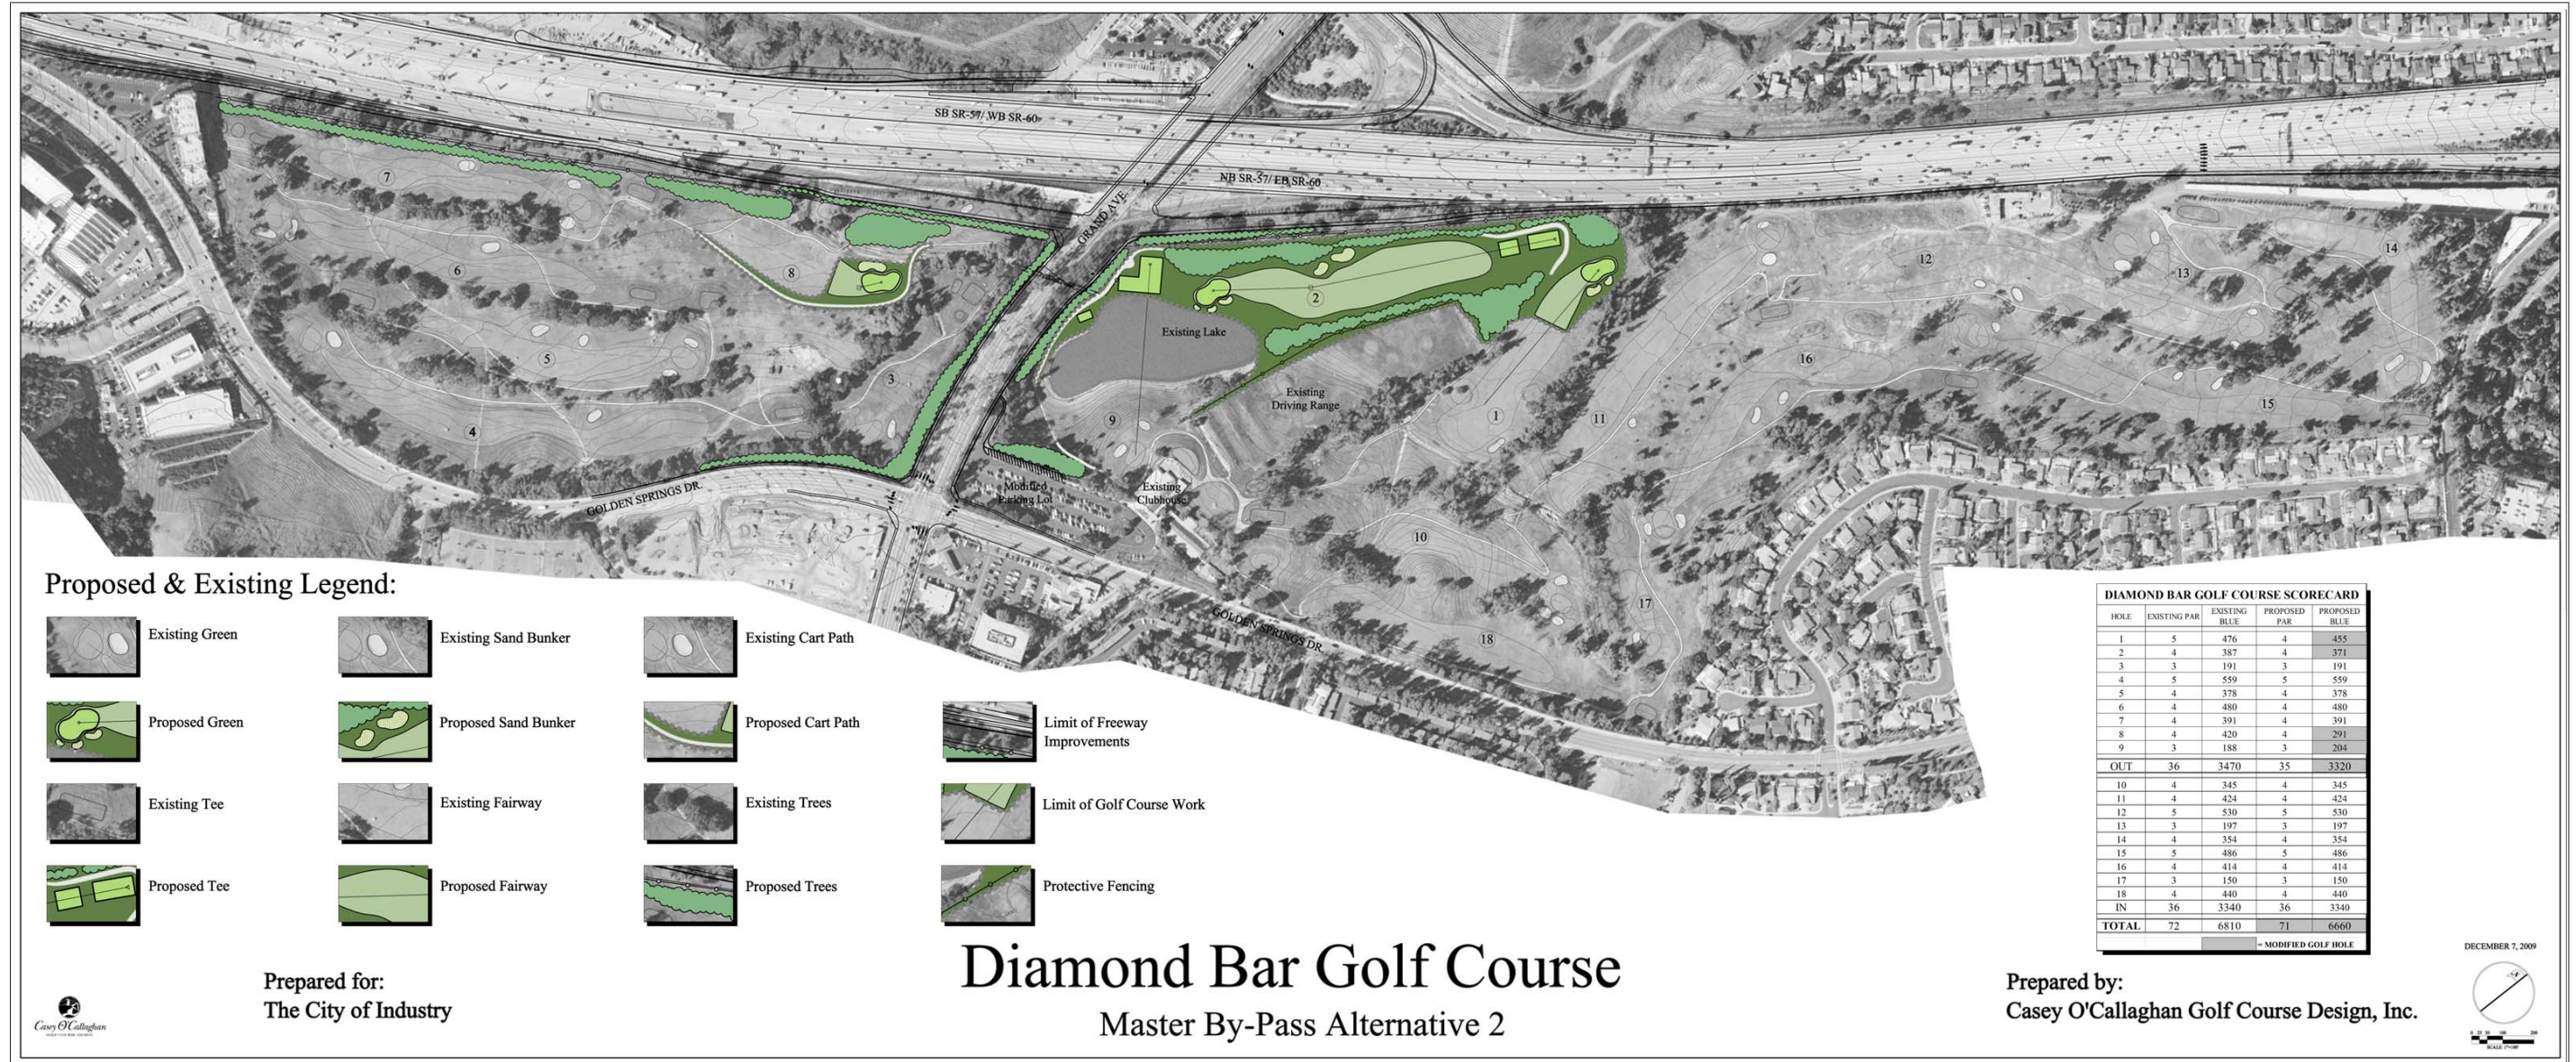 SB SR-57/ WB SR-60
NB SR-57/ EB SR-60
GRAND AVE.
7
6
8
5
3
4
2
Existing Lake
Existing
Driving Range
9
1
11
12
13
14
16
15
10
17
18
GOLDEN SPRINGS DR.
Modified
Parking Lot
Existing
Clubhouse
GOLDEN SPRINGS DR.
Proposed & Existing Legend:
Existing Green
Existing Sand Bunker
Existing Cart Path
Proposed Green
Proposed Sand Bunker
Proposed Cart Path
Limit of Freeway
Improvements
Existing Tee
Existing Fairway
Existing Trees
Limit of Golf Course Work
Proposed Tee
Proposed Fairway
Proposed Trees
Protective Fencing
DIAMOND BAR GOLF COURSE SCORECARD
HOLE EXISTING PAR EXISTING BLUE PROPOSED PAR PROPOSED BLUE
1 5 476 4 455
2 4 387 4 371
3 3 191 3 191
4 5 559 5 559
5 4 378 4 378
6 4 480 4 480
7 4 391 4 391
8 4 420 4 291
9 3 188 3 204
OUT 36 3470 35 3320
10 4 345 4 345
11 4 424 4 424
12 5 530 5 530
13 3 197 3 197
14 4 354 4 354
15 5 486 5 486
16 4 414 4 414
17 3 150 3 150
18 4 440 4 440
IN 36 3340 36 3340
TOTAL 72 6810 71 6660
= MODIFIED GOLF HOLE
Diamond Bar Golf Course
Master By-Pass Alternative 2
Prepared for:
The City of Industry
Casey O'Callaghan
Prepared by:
Casey O'Callaghan Golf Course Design, Inc.
DECEMBER 7, 2009